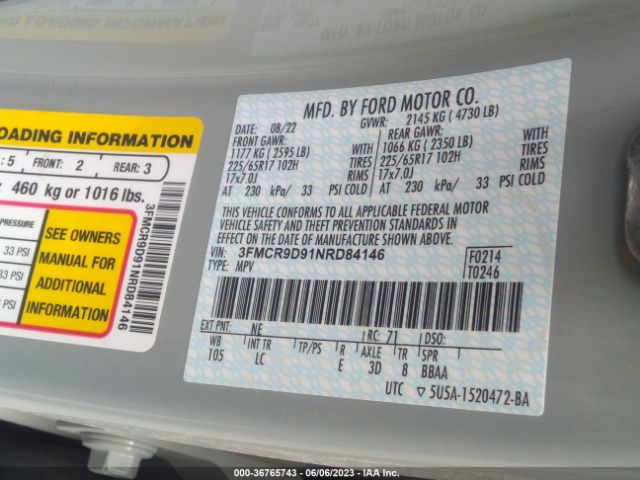 LOADING INFORMATION
: 5 FRONT: 2 REAR: 3
460 kg or 1016 lbs.
PRESSURE
33 PSI
33 PSI
PSI
SEE OWNERS
MANUAL FOR
ADDITIONAL
INFORMATION
3FMCR9D91NRD84146
MFD. BY FORD MOTOR CO.
DATE: 08/22 GVWR: 2145 KG ( 4730 LB)
FRONT GAWR: REAR GAWR:
1177 KG ( 2595 LB) WITH 1066 KG ( 2350 LB) WITH
225/65R17 102H TIRES 225/65R17 102H TIRES
17x7.0J RIMS 17x7.0J RIMS
AT 230 kPa/ 33 PSI COLD AT 230 kPa/ 33 PSI COLD
THIS VEHICLE CONFORMS TO ALL APPLICABLE FEDERAL MOTOR
VEHICLE SAFETY AND THEFT PREVENTION STANDARDS IN
EFFECT ON THE DATE OF MANUFACTURE SHOWN ABOVE.
VIN: 3FMCR9D91NRD84146 F0214
TYPE: MPV T0246
EXT PNT: NE RC: 71 DSO:
WB INT TR TP/PS R AXLE TR SPR
105 LC E 3D 8 BBAA
UTC 5U5A-1520472-BA
000-36765743 - 06/06/2023 - IAAI.com